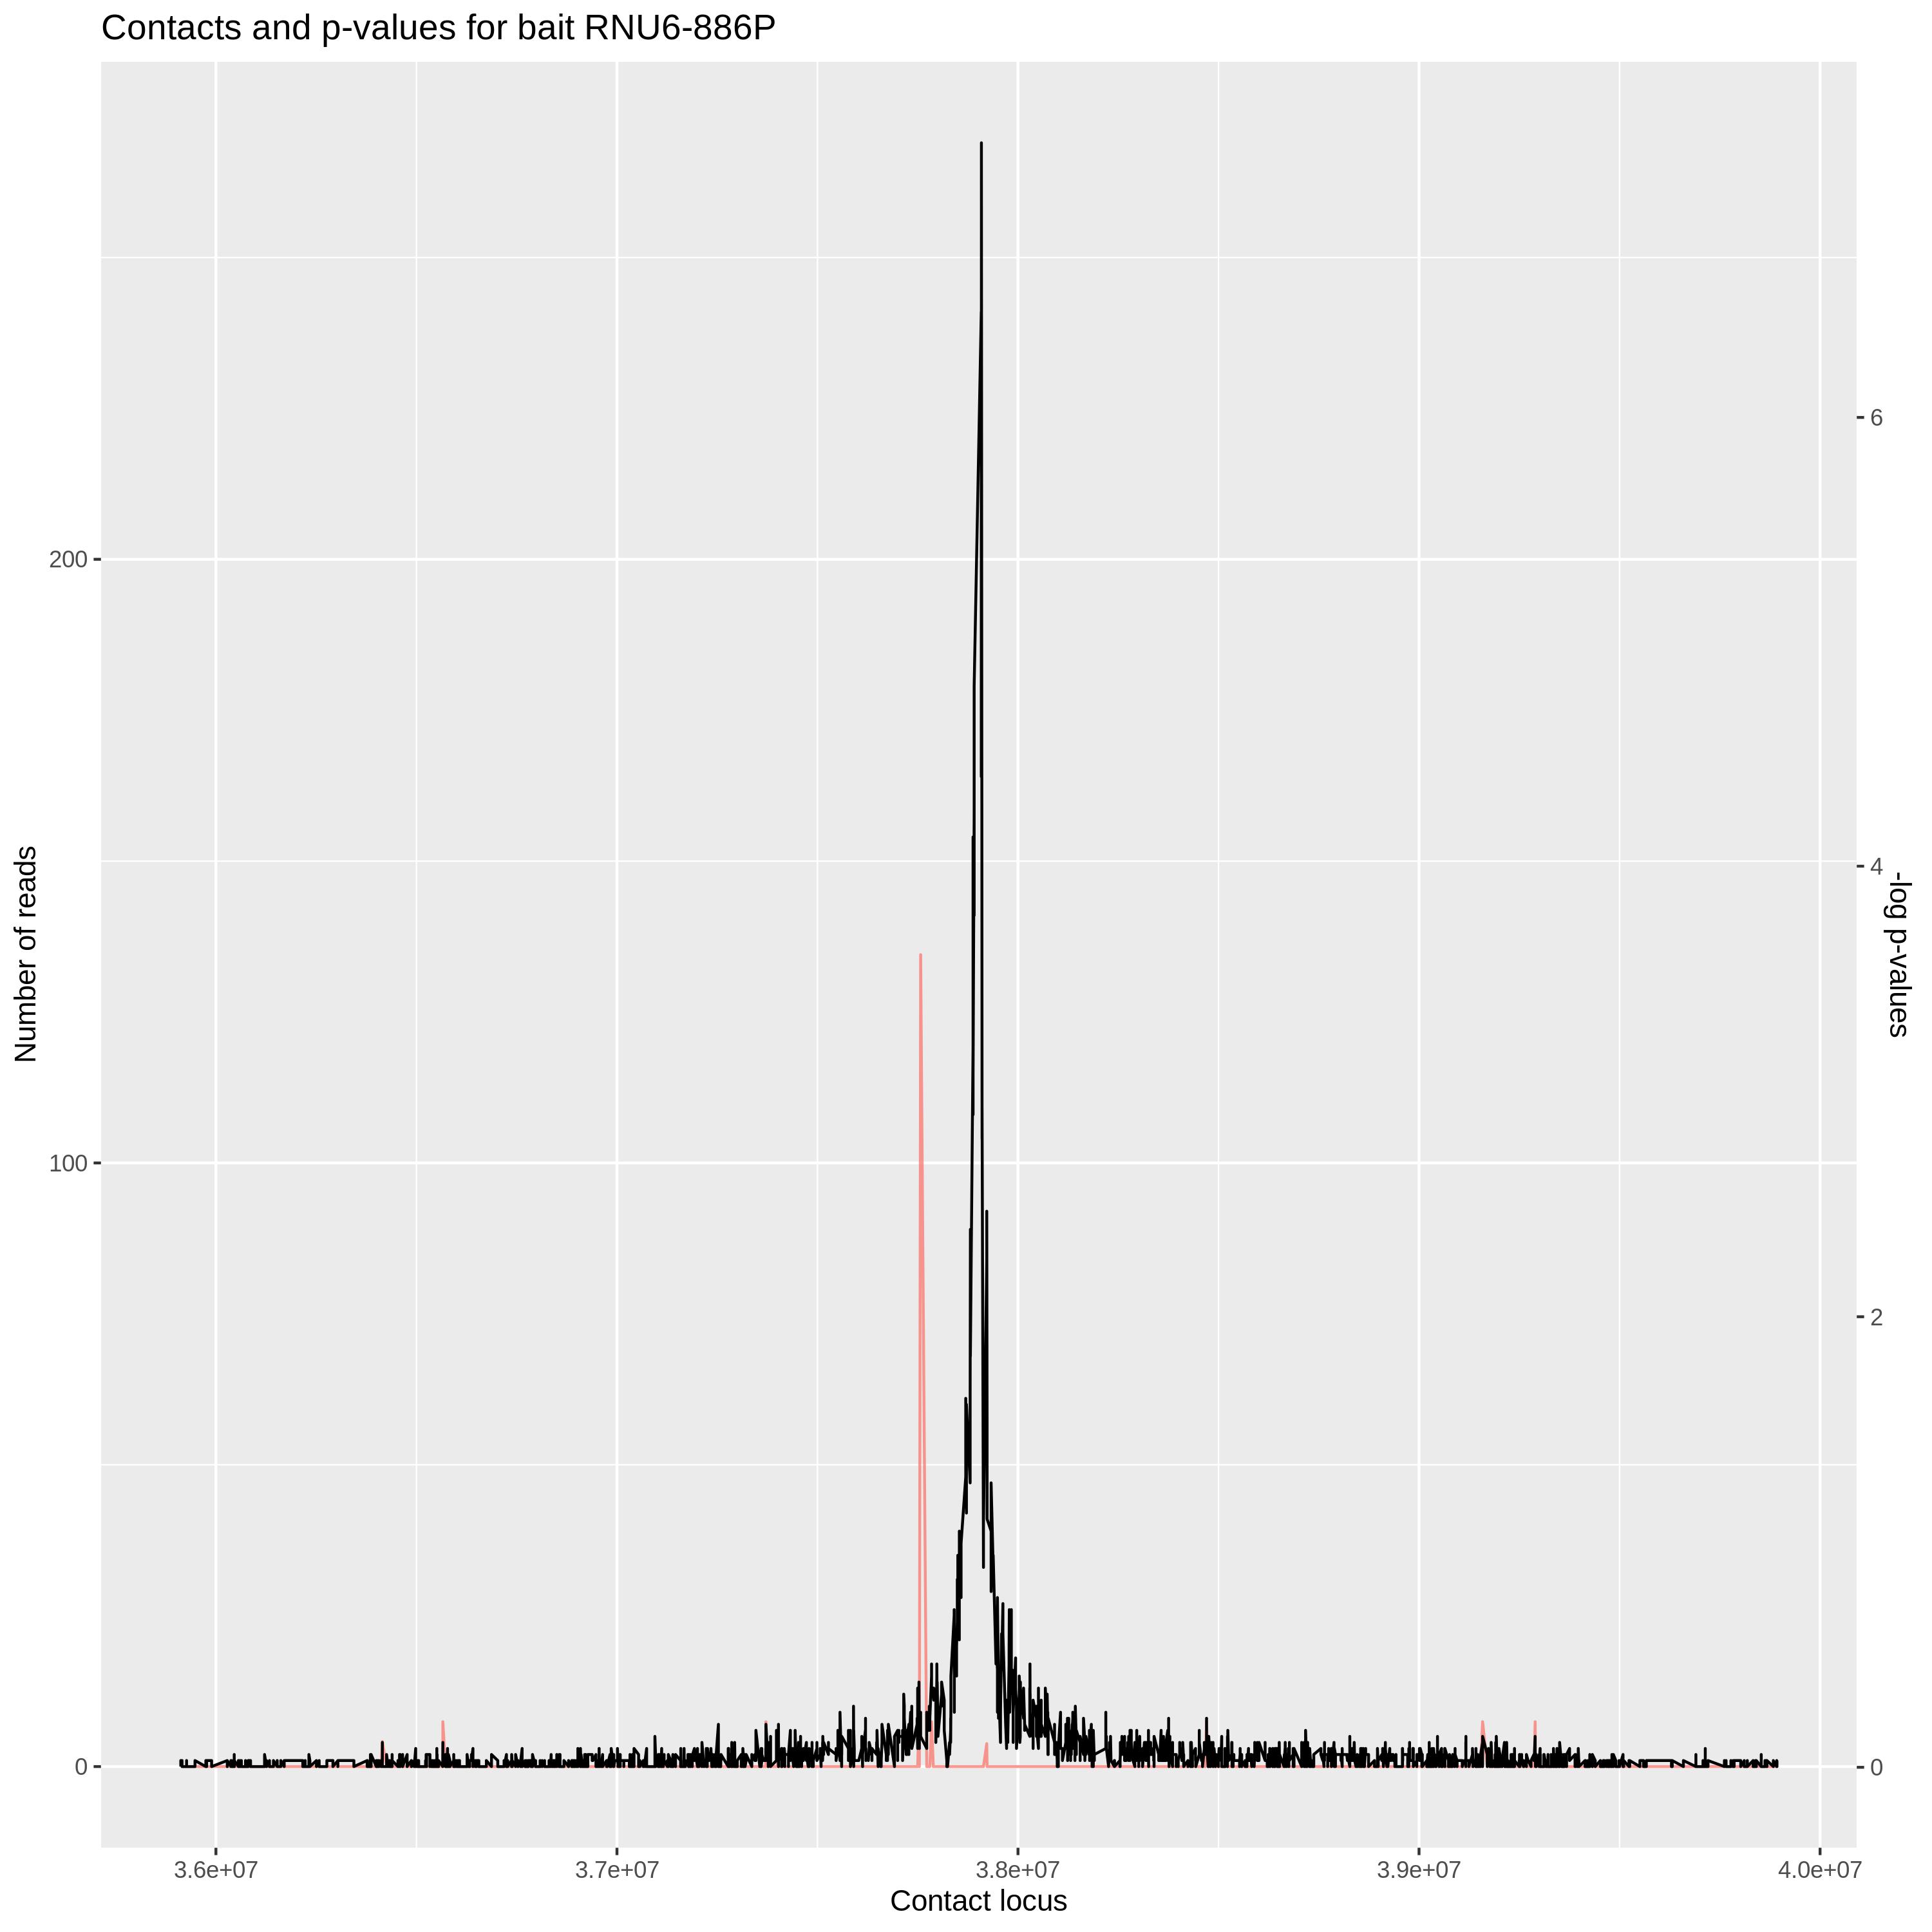 Contacts and p-values for bait RNU6-886P
200
100
0
Number of reads
6
4
2
0
-log p-values
3.6e+07
3.7e+07
3.8e+07
3.9e+07
4.0e+07
Contact locus